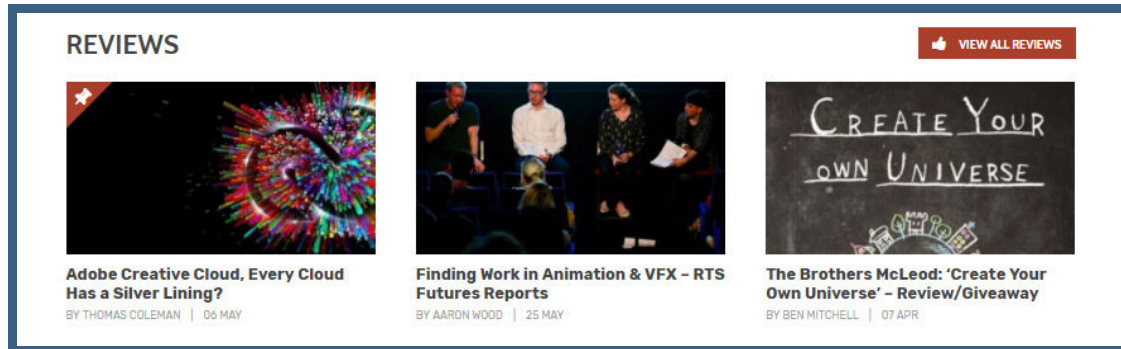 REVIEWS
VIEW ALL REVIEWS
CREATE YOUR
OWN UNIVERSE
Adobe Creative Cloud, Every Cloud
Has a Silver Lining?
BY THOMAS COLEMAN | 06 MAY
Finding Work in Animation & VFX – RTS
Futures Reports
BY AARON WOOD | 25 MAY
The Brothers McLeod: ‘Create Your
Own Universe’ – Review/Giveaway
BY BEN MITCHELL | 07 APR